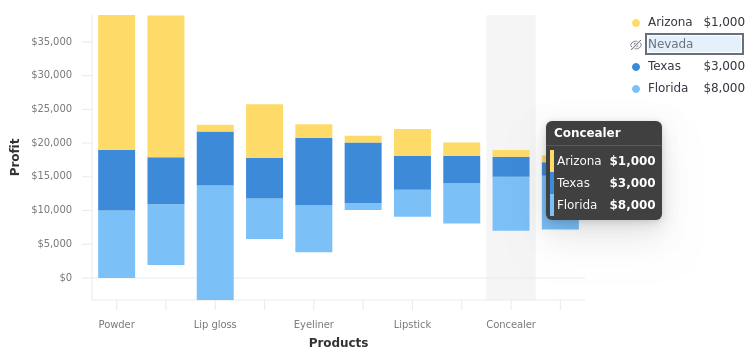 Arizona $1,000
Nevada
Texas $3,000
Florida $8,000
$35,000
$30,000
$25,000
$20,000
$15,000
$10,000
$5,000
$0
Profit
Concealer
Arizona $1,000
Texas $3,000
Florida $8,000
Powder Lip gloss Eyeliner Lipstick Concealer
Products